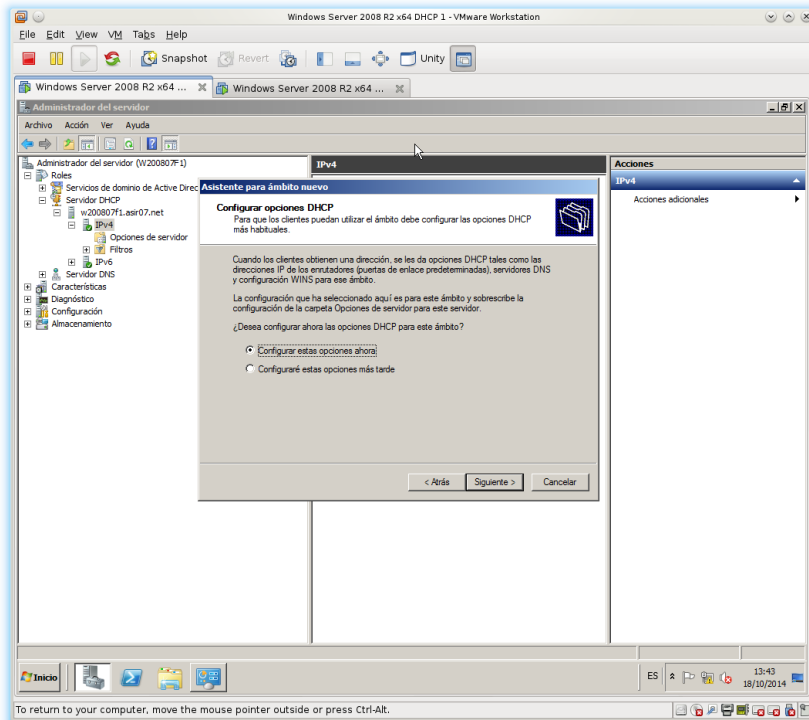 Windows Server 2008 R2 x64 DHCP 1 - VMware Workstation
File Edit View VM Tabs Help
Snapshot Revert Unity
Windows Server 2008 R2 x64 ... Windows Server 2008 R2 x64 ...
Administrador del servidor
Archivo Acción Ver Ayuda
Administrador del servidor (W200807F1)
Roles
Servicios de dominio de Active Direc
Servidor DHCP
w200807f1.asir07.net
IPv4
Opciones de servidor
Filtros
IPv6
Servidor DNS
Características
Diagnóstico
Configuración
Almacenamiento
IPv4
Asistente para ámbito nuevo
Configurar opciones DHCP
Para que los clientes puedan utilizar el ámbito debe configurar las opciones DHCP
más habituales.
Cuando los clientes obtienen una dirección, se les da opciones DHCP tales como las
direcciones IP de los enrutadores (puertas de enlace predeterminadas), servidores DNS
y configuración WINS para ese ámbito.
La configuración que ha seleccionado aquí es para este ámbito y sobrescribe la
configuración de la carpeta Opciones de servidor para este servidor.
¿Desea configurar ahora las opciones DHCP para este ámbito?
Configurar estas opciones ahora
Configuraré estas opciones más tarde
< Atrás Siguiente > Cancelar
Acciones
IPv4
Acciones adicionales
Inicio
ES
13:43
18/10/2014
To return to your computer, move the mouse pointer outside or press Ctrl-Alt.